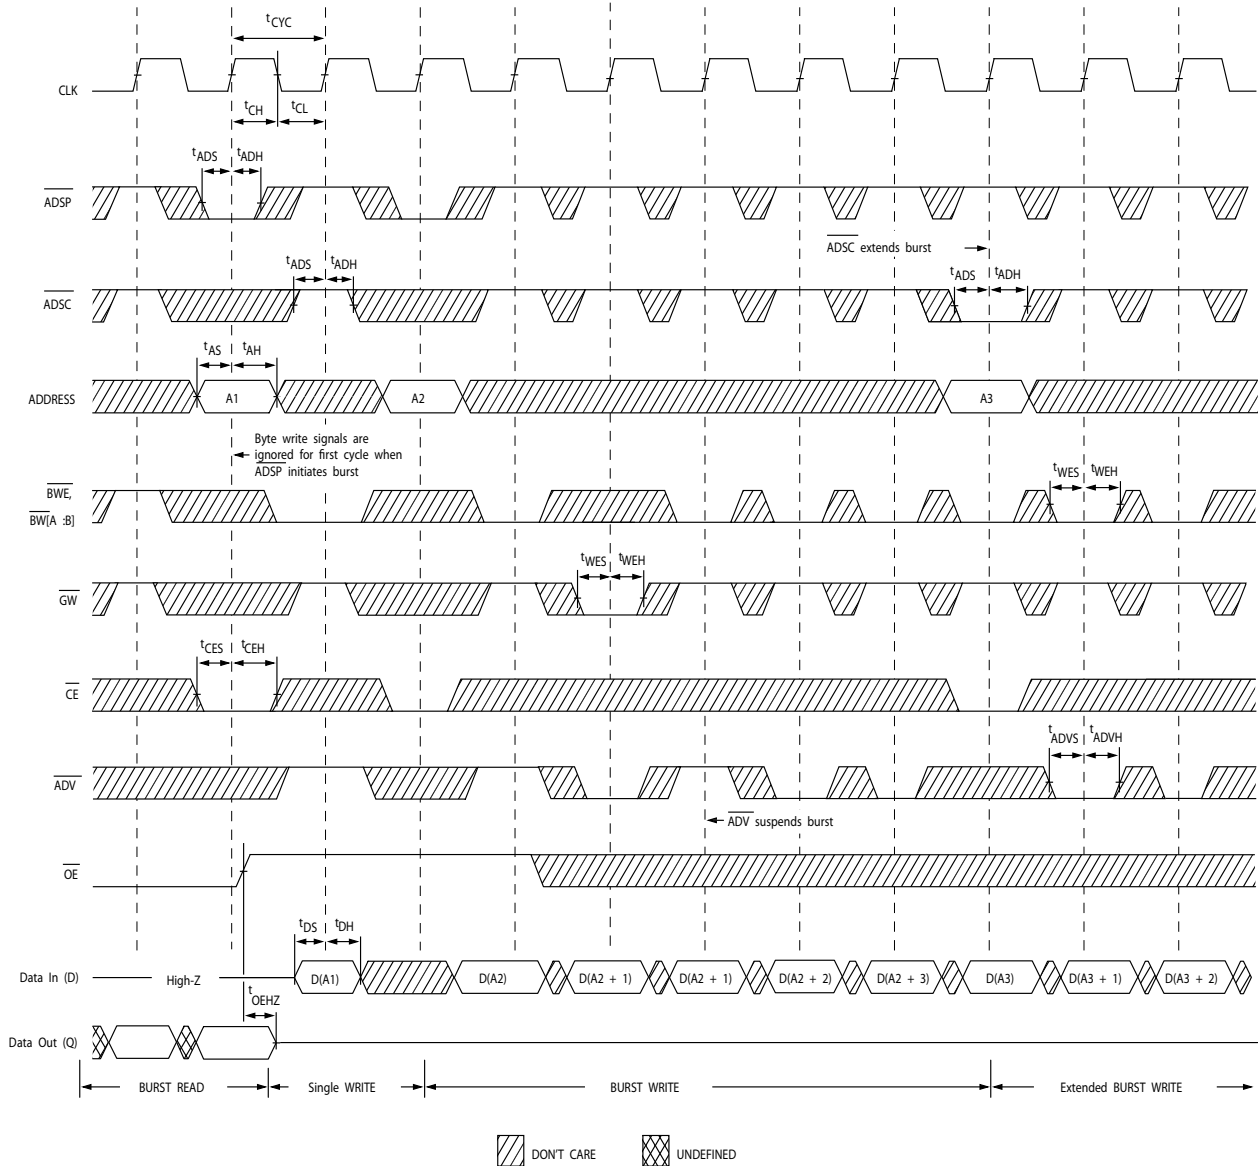 tCYC
CLK
tCH
tCL
tADS
tADH
ADSP
ADSC extends burst
tADS
tADH
tADS
tADH
ADSC
tAS
tAH
ADDRESS
A1
A2
A3
Byte write signals are
ignored for first cycle when
ADSP initiates burst
tWES
tWEH
BWE,
BW[A :B]
tWES
tWEH
GW
tCES
tCEH
CE
tADVS
tADVH
ADV
ADV suspends burst
OE
tDS
tDH
Data In (D)
High-Z
D(A1)
D(A2)
D(A2 + 1)
D(A2 + 1)
D(A2 + 2)
D(A2 + 3)
D(A3)
D(A3 + 1)
D(A3 + 2)
tOEHZ
Data Out (Q)
BURST READ
Single WRITE
BURST WRITE
Extended BURST WRITE
DON'T CARE
UNDEFINED